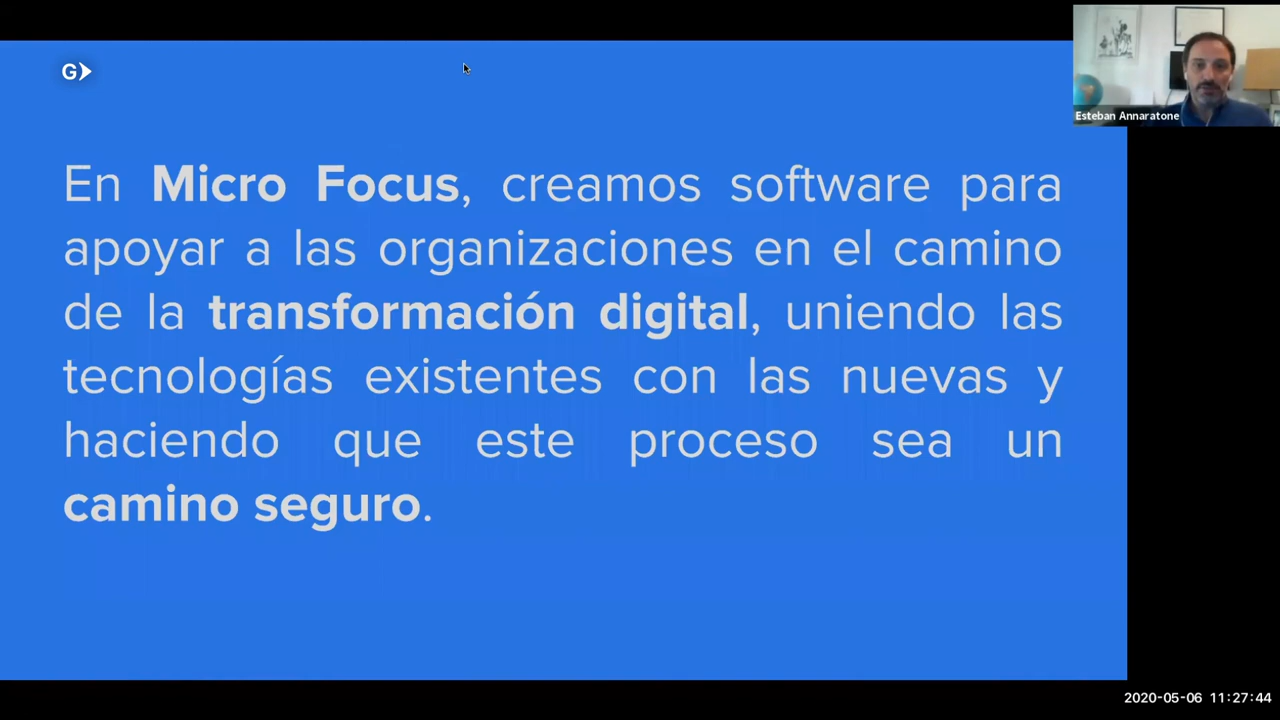 G
En Micro Focus, creamos software para
apoyar a las organizaciones en el camino
de la transformación digital, uniendo las
tecnologías existentes con las nuevas y
haciendo que este proceso sea un
camino seguro.
Esteban Annaratone
2020-05-06 11:27:44